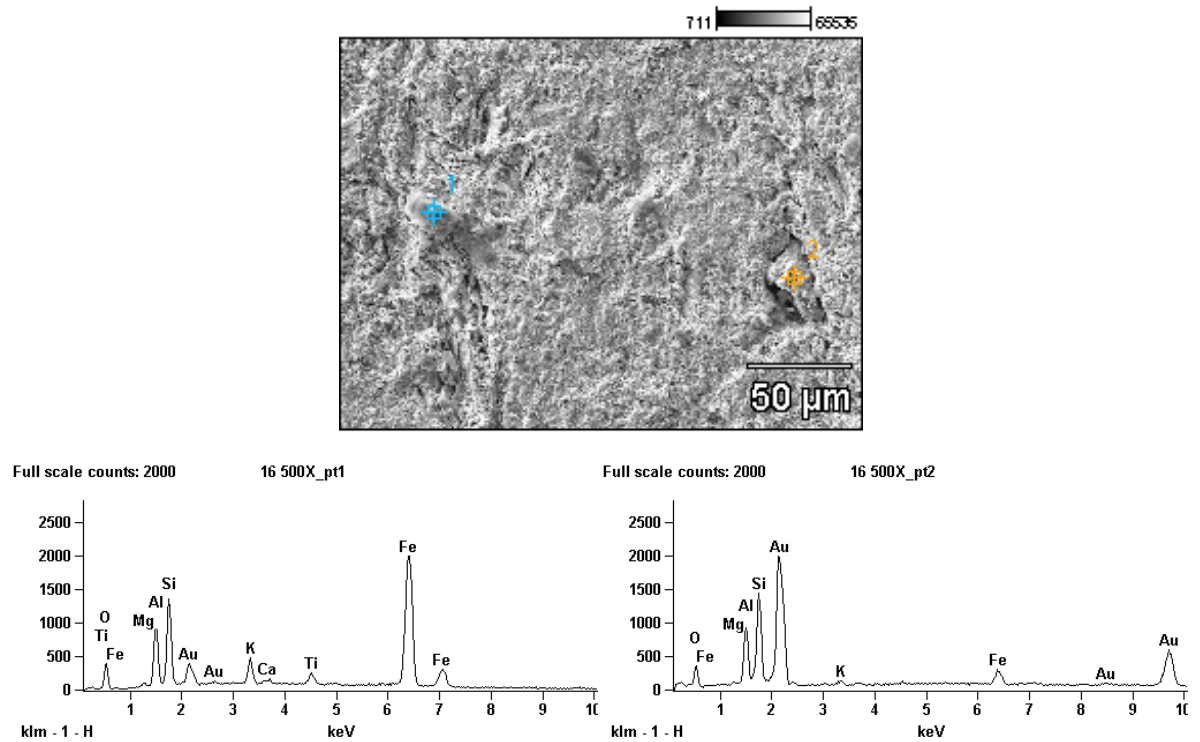 711 65535
1
2
50 µm
Full scale counts: 2000 16 500X_pt1
2500
2000
1500
1000
500
0
O
Ti
Fe
Mg
Al
Si
Au
Au
K
Ca
Ti
Fe
Fe
1 2 3 4 5 6 7 8 9 10
klm - 1 - H keV
Full scale counts: 2000 16 500X_pt2
2500
2000
1500
1000
500
0
O
Fe
Mg
Al
Si
Au
K
Fe
Au
Au
1 2 3 4 5 6 7 8 9 10
klm - 1 - H keV